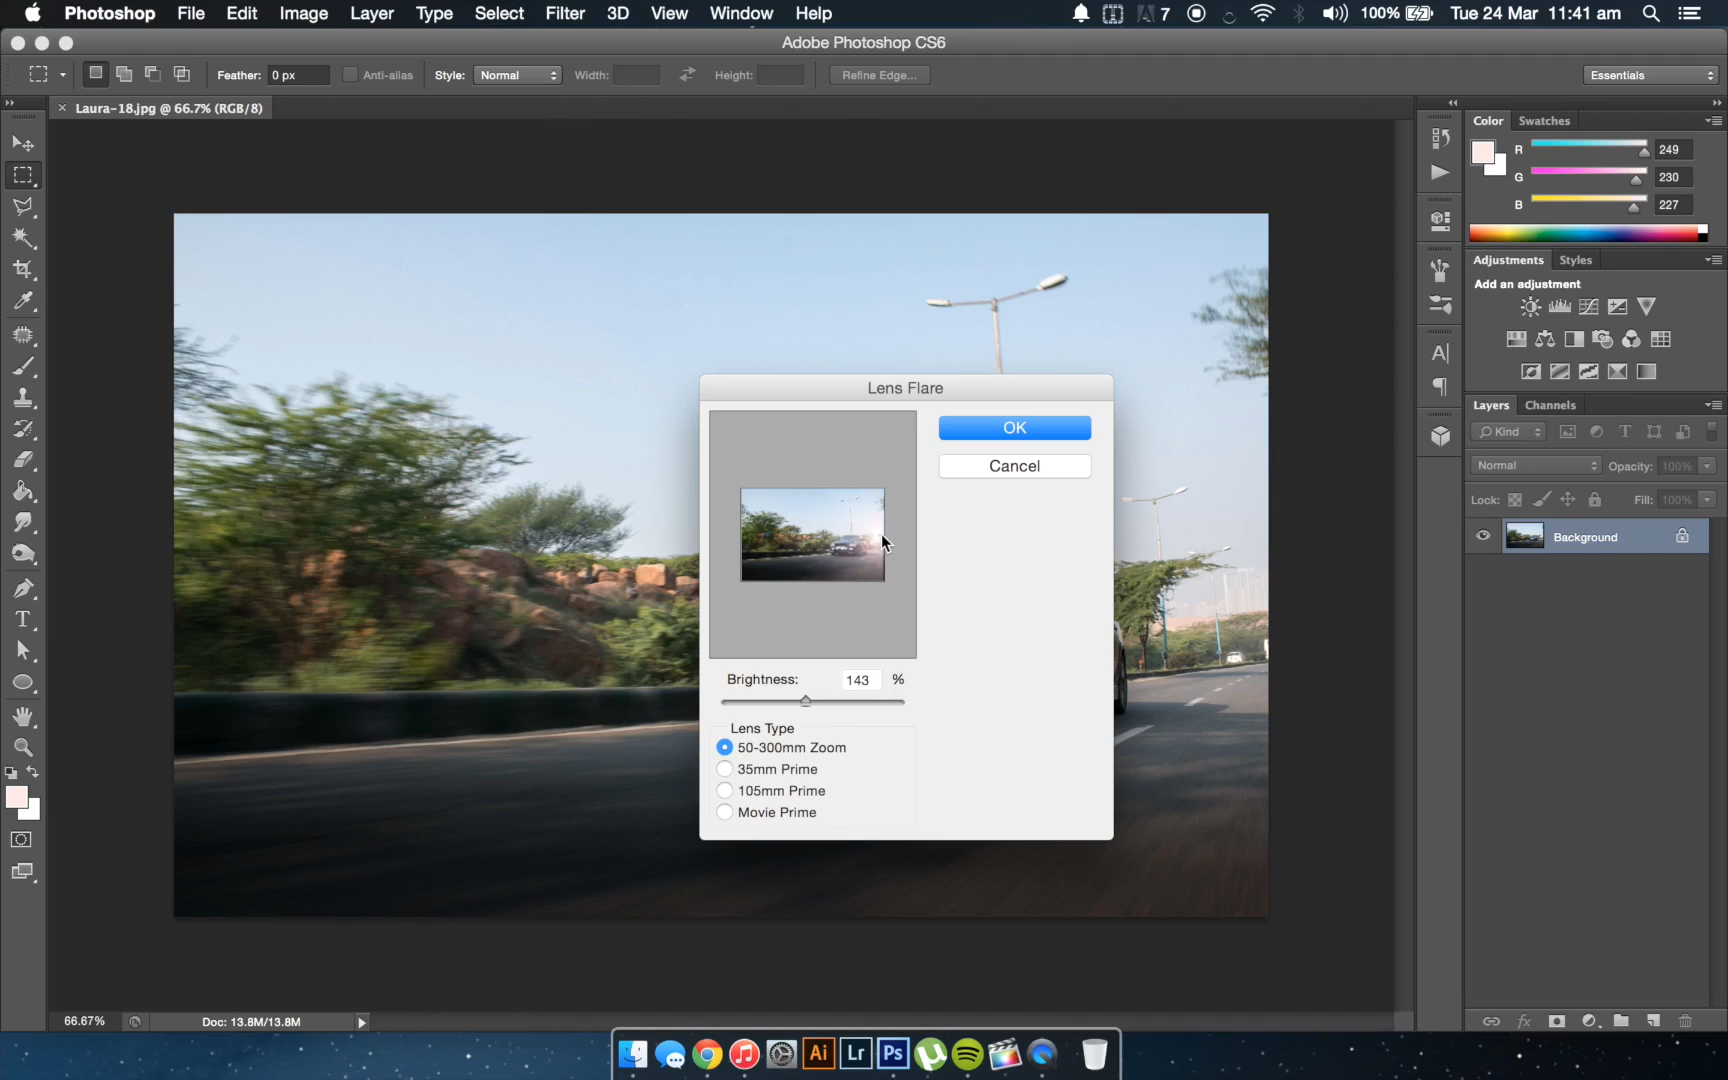 Photoshop File Edit Image Layer Type Select Filter 3D View Window Help 7 100% Tue 24 Mar 11:41 am
Adobe Photoshop CS6
Feather: 0 px Anti-alias Style: Normal Width: Height: Refine Edge... Essentials
× Laura-18.jpg @ 66.7% (RGB/8)
Color Swatches
R 249
G 230
B 227
Adjustments Styles
Add an adjustment
Layers Channels
Kind
Normal Opacity: 100%
Lock: Fill: 100%
Background
Lens Flare
OK
Cancel
Brightness: 143 %
Lens Type
50-300mm Zoom
35mm Prime
105mm Prime
Movie Prime
66.67% Doc: 13.8M/13.8M
fx
Ai Lr Ps